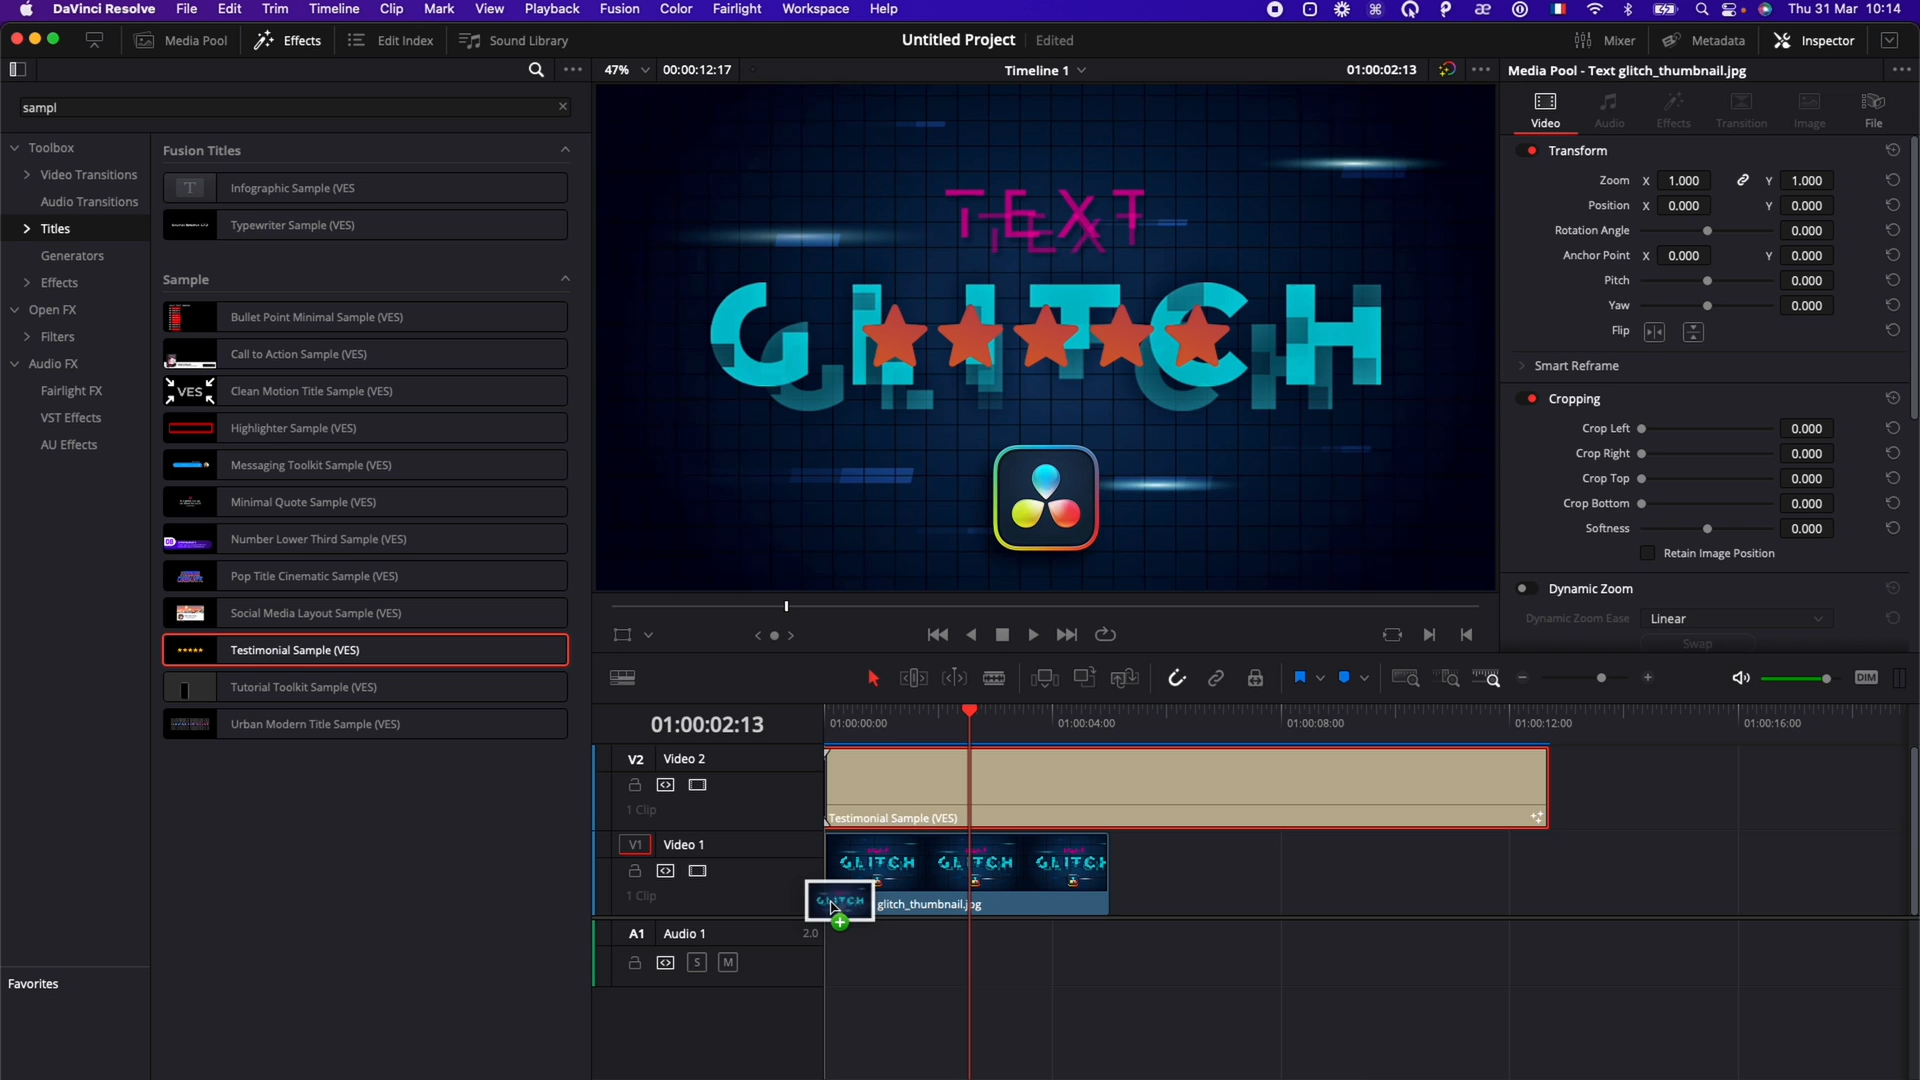 DaVinci Resolve File Edit Trim Timeline Clip Mark View Playback Fusion Color Fairlight Workspace Help Thu 31 Mar 10:14
Media Pool Effects Edit Index Sound Library Untitled Project Edited Mixer Metadata Inspector
47% 00:00:12:17 Timeline 1 01:00:02:13 Media Pool - Text glitch_thumbnail.jpg
sampl
Toolbox
Video Transitions
Audio Transitions
Titles
Generators
Effects
Open FX
Filters
Audio FX
Fairlight FX
VST Effects
AU Effects
Favorites
Fusion Titles
Infographic Sample (VES
Typewriter Sample (VES)
Sample
Bullet Point Minimal Sample (VES)
Call to Action Sample (VES)
VES
Clean Motion Title Sample (VES)
Highlighter Sample (VES)
Messaging Toolkit Sample (VES)
Minimal Quote Sample (VES)
Number Lower Third Sample (VES)
Pop Title Cinematic Sample (VES)
Social Media Layout Sample (VES)
Testimonial Sample (VES)
Tutorial Toolkit Sample (VES)
Urban Modern Title Sample (VES)
TEXT
GLITCH
Video Audio Effects Transition Image File
Transform
Zoom X 1.000 Y 1.000
Position X 0.000 Y 0.000
Rotation Angle 0.000
Anchor Point X 0.000 Y 0.000
Pitch 0.000
Yaw 0.000
Flip
Smart Reframe
Cropping
Crop Left 0.000
Crop Right 0.000
Crop Top 0.000
Crop Bottom 0.000
Softness 0.000
Retain Image Position
Dynamic Zoom
Dynamic Zoom Ease Linear
Swap
DIM
01:00:02:13 01:00:00:00 01:00:04:00 01:00:08:00 01:00:12:00 01:00:16:00
V2 Video 2
1 Clip
Testimonial Sample (VES)
V1 Video 1
1 Clip
GLITCH GLITCH GLITCH
GLITCH
glitch_thumbnail.jpg
A1 Audio 1 2.0
S M